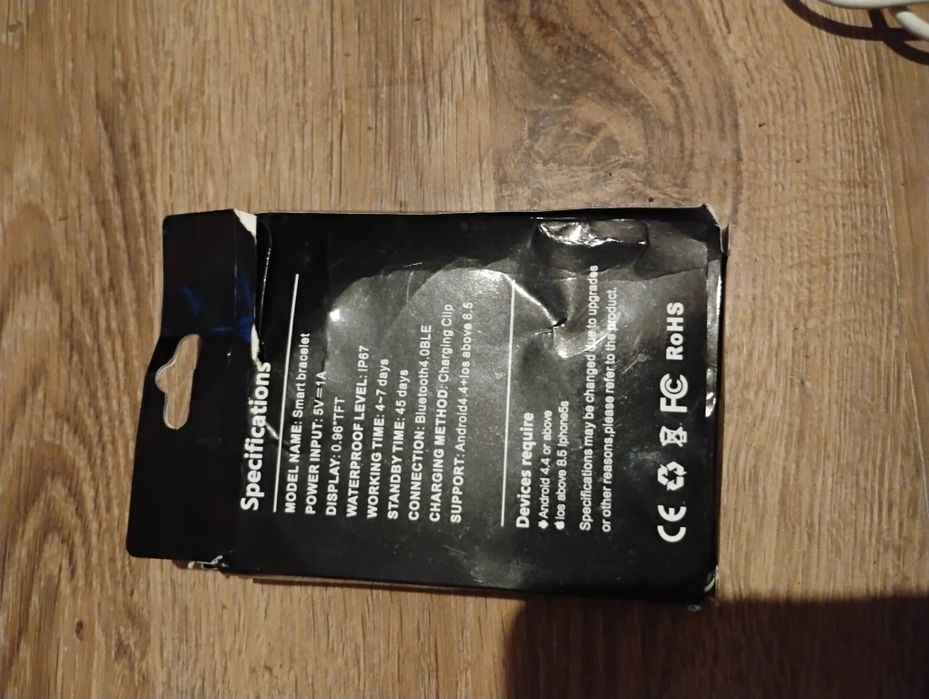 Specifications
MODEL NAME: Smart bracelet
POWER INPUT: 5V⎓1A
DISPLAY: 0.96"TFT
WATERPROOF LEVEL: IP67
WORKING TIME: 4~7 days
STANDBY TIME: 45 days
CONNECTION: Bluetooth4.0BLE
CHARGING METHOD: Charging Clip
SUPPORT: Android4.4+Ios above 8.5
Devices require
Android 4.4 or above
Ios above 8.5 Iphone5s
Specifications may be changed due to upgrades
or other reasons,please refer to the product.
CE FC RoHS